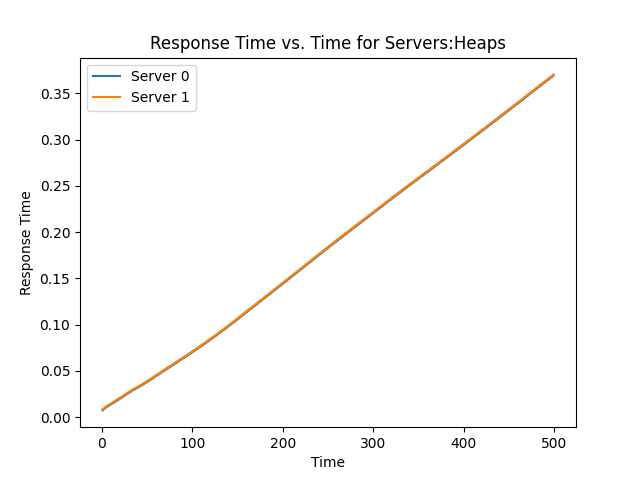 Response Time vs. Time for Servers:Heaps
Server 0
Server 1
Response Time
0.35
0.30
0.25
0.20
0.15
0.10
0.05
0.00
0 100 200 300 400 500
Time